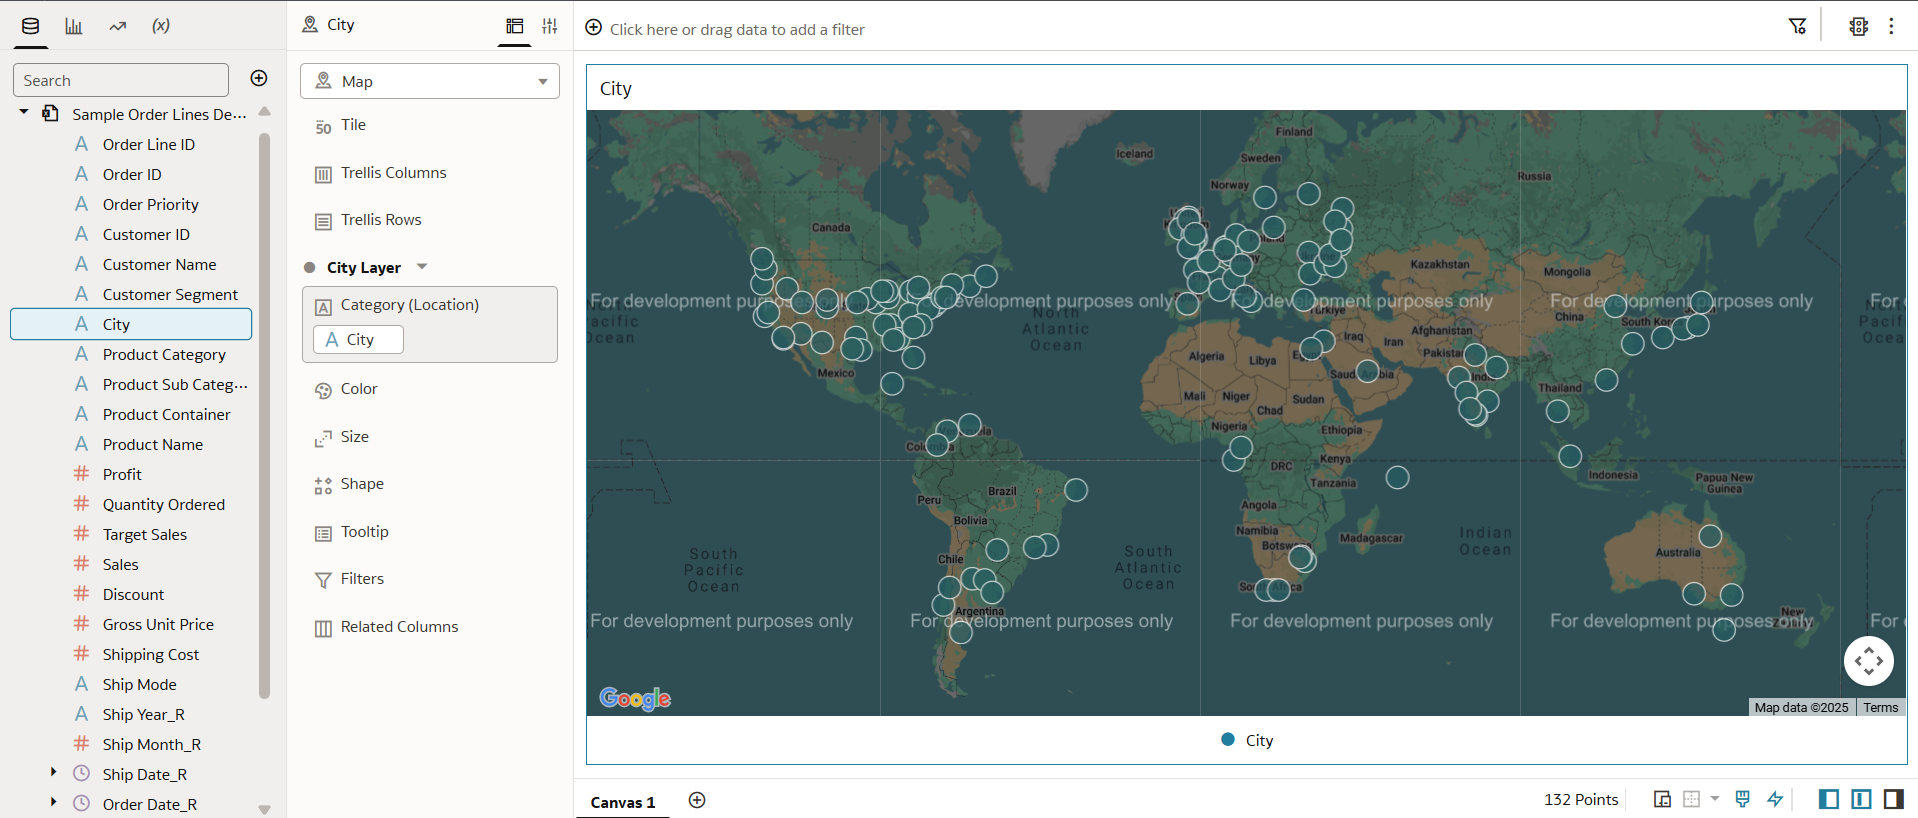 (x)
City
Click here or drag data to add a filter
Search
Map
City
Sample Order Lines De...
Order Line ID
Order ID
Order Priority
Customer ID
Customer Name
Customer Segment
City
Product Category
Product Sub Categ...
Product Container
Product Name
Profit
Quantity Ordered
Target Sales
Sales
Discount
Gross Unit Price
Shipping Cost
Ship Mode
Ship Year_R
Ship Month_R
Ship Date_R
Order Date_R
50 Tile
Trellis Columns
Trellis Rows
City Layer
Category (Location)
A City
Color
Size
Shape
Tooltip
Filters
Related Columns
Finland
Iceland
Sweden
Norway
Russia
Canada
Kazakhstan
Mongolia
For development purposes only
For development purposes only
For development purposes only
For development purposes only
For
North
Atlantic
Ocean
Türkiye
China
South Ko
Iraq
Iran
Afghanistan
Pakistan
Algeria
Libya
Mexico
Saudi Arabia
India
Thailand
Mali
Niger
Sudan
Chad
Nigeria
Ethiopia
Venezuela
Colombia
Kenya
DRC
Tanzania
Indonesia
Papua New
Guinea
Peru
Brazil
Angola
Bolivia
Namibia
Botswana
Madagascar
Indian
Ocean
Australia
Chile
South
Pacific
Ocean
South
Atlantic
Ocean
South Africa
Argentina
New
For development purposes only
For development purposes only
For development purposes only
For development purposes only
For
Google
Map data ©2025
Terms
City
Canvas 1
132 Points